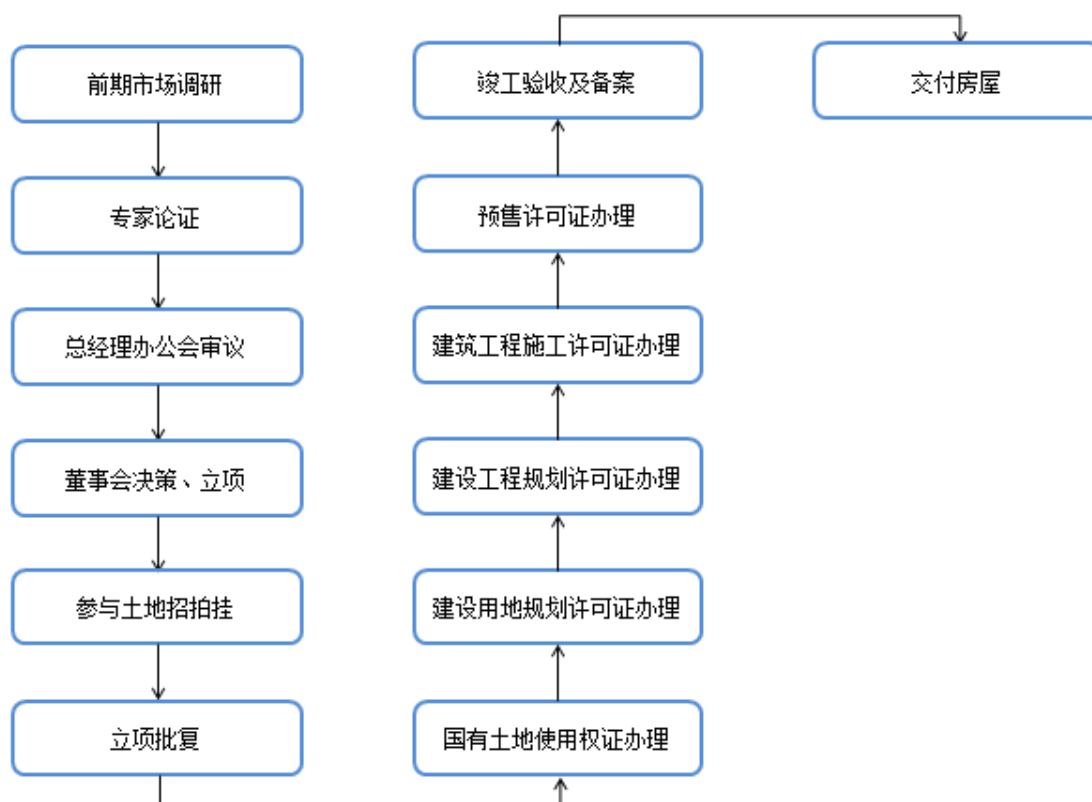 前期市场调研
专家论证
总经理办公会审议
董事会决策、立项
参与土地招拍挂
立项批复
国有土地使用权证办理
建设用地规划许可证办理
建设工程规划许可证办理
建筑工程施工许可证办理
预售许可证办理
竣工验收及备案
交付房屋